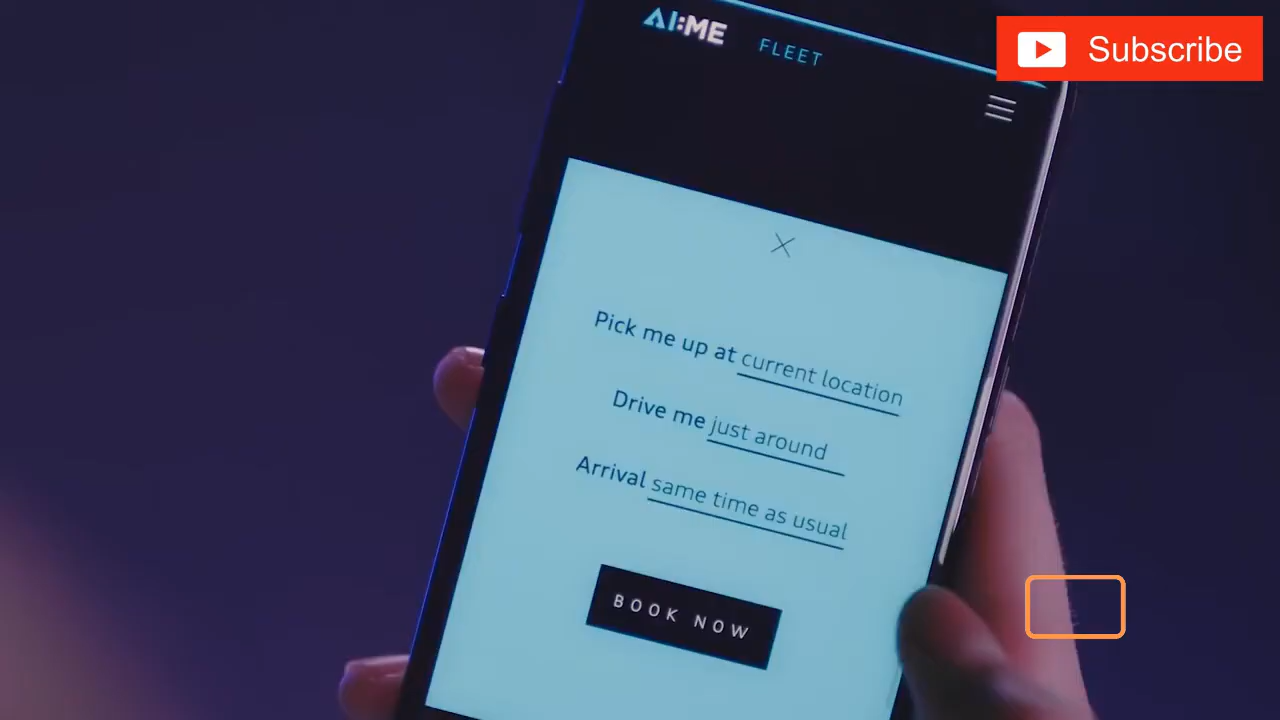 AI:ME FLEET
Subscribe
Pick me up at current location
Drive me just around
Arrival same time as usual
BOOK NOW